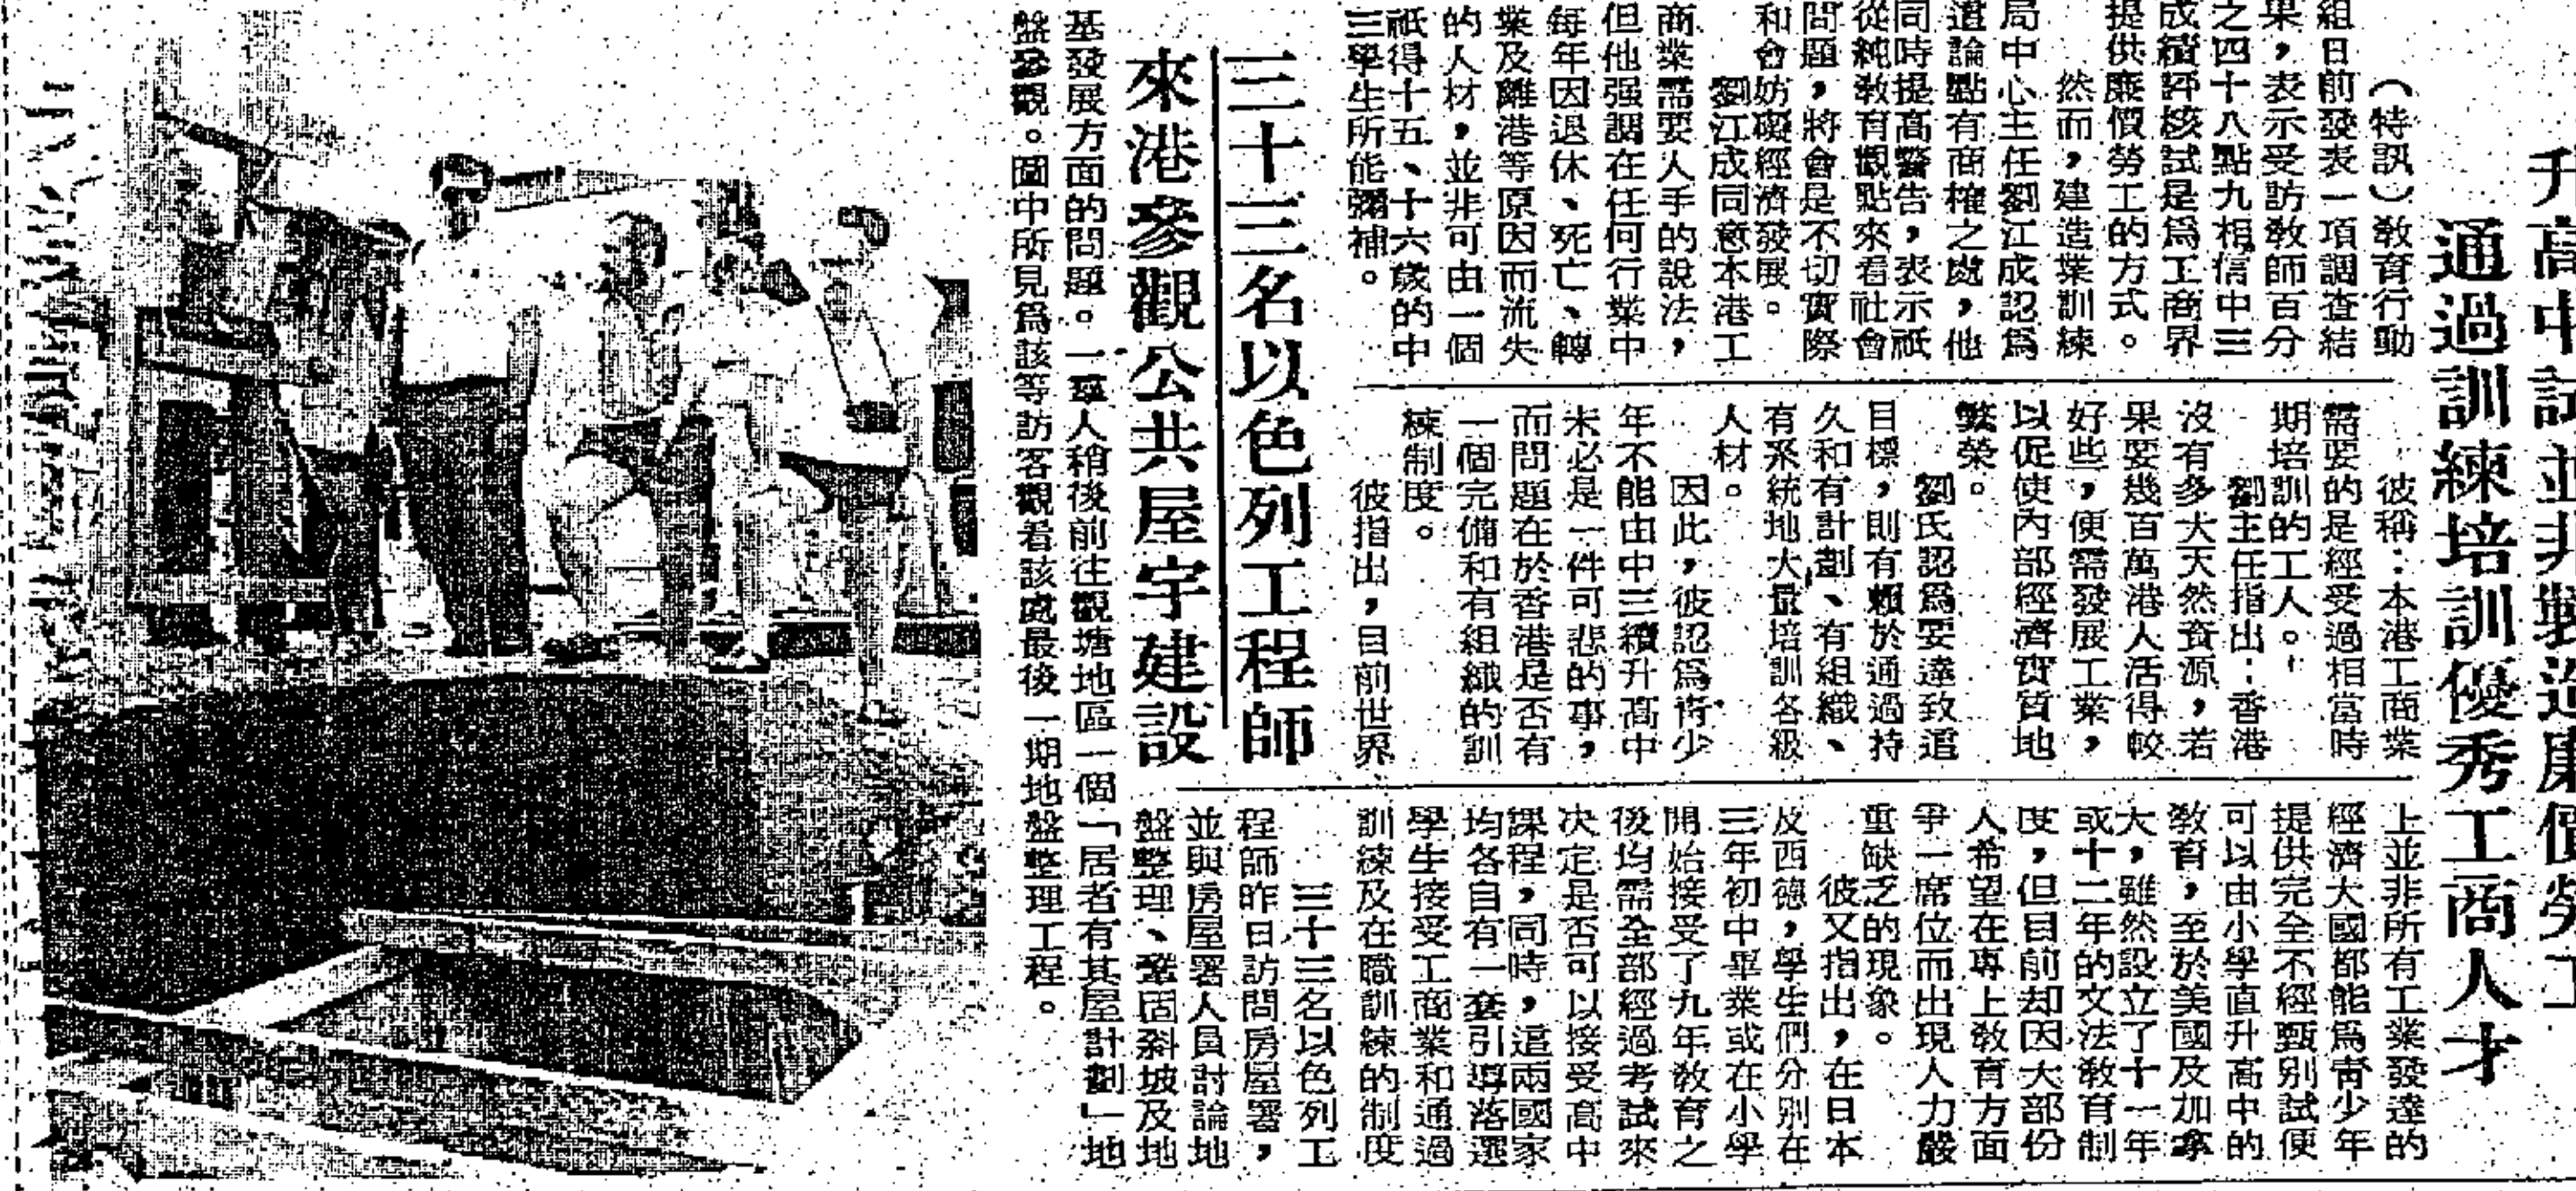 通過訓練培訓優秀工商人才
（特訊）教育行動
組日前發表一項調查結
果，表示受訪教師百分
之四十八點九相信中三
成績評核試是爲工商界
提供廉價勞工的方式。
然而，建造業訓練
局中心主任劉江成認爲
這論點有商榷之處，他
同時提高警告，表示祇
從純教育觀點來看社會
問題，將會是不切實際
和會妨礙經濟發展。
劉江成同意本港工
商業需要人手的說法，
但他强調在任何行業中
每年因退休、死亡、轉
業及離港等原因而流失
的人材，並非可由一個
祇得十五、十六歲的中
三學生所能彌補。
彼稱：本港工商業
需要的是經受過相當時
期培訓的工人。
劉主任指出：香港
沒有多大天然資源，若
果要幾百萬港人活得較
好些，便需發展工業，
以促使內部經濟實質地
繁榮。
劉氏認爲要達致這
目標，則有賴於通過持
久和有計劃、有組織、
有系統地大量培訓各級
人材。
因此，彼認爲靑少
年不能由中三續升高中
未必是一件可悲的事，
而問題在於香港是否有
一個完備和有組織的訓
練制度。
彼指出，目前世界
上並非所有工業發達的
經濟大國都能爲靑少年
提供完全不經甄別試便
可以由小學直升高中的
教育，至於美國及加拿
大，雖然設立了十一年
或十二年的文法教育制
度，但目前却因大部份
人希望在專上教育方面
爭一席位而出現人力嚴
重缺乏的現象。
彼又指出，在日本
及西德，學生們分別在
三年初中畢業或在小學
開始接受了九年教育之
後均需全部經過考試來
決定是否可以接受高中
課程，同時，這兩國家
均各自有一套引導落選
學生接受工商業和通過
訓練及在職訓練的制度
三十三名以色列工程師
來港參觀公共屋宇建設
三十三名以色列工
程師昨日訪問房屋署，
並與房屋署人員討論地
盤整理、鞏固斜坡及地
基發展方面的問題。一羣人稍後前往觀塘地區一個「居者有其屋計劃」地
盤參觀。圖中所見爲該等訪客觀看該處最後一期地盤整理工程。